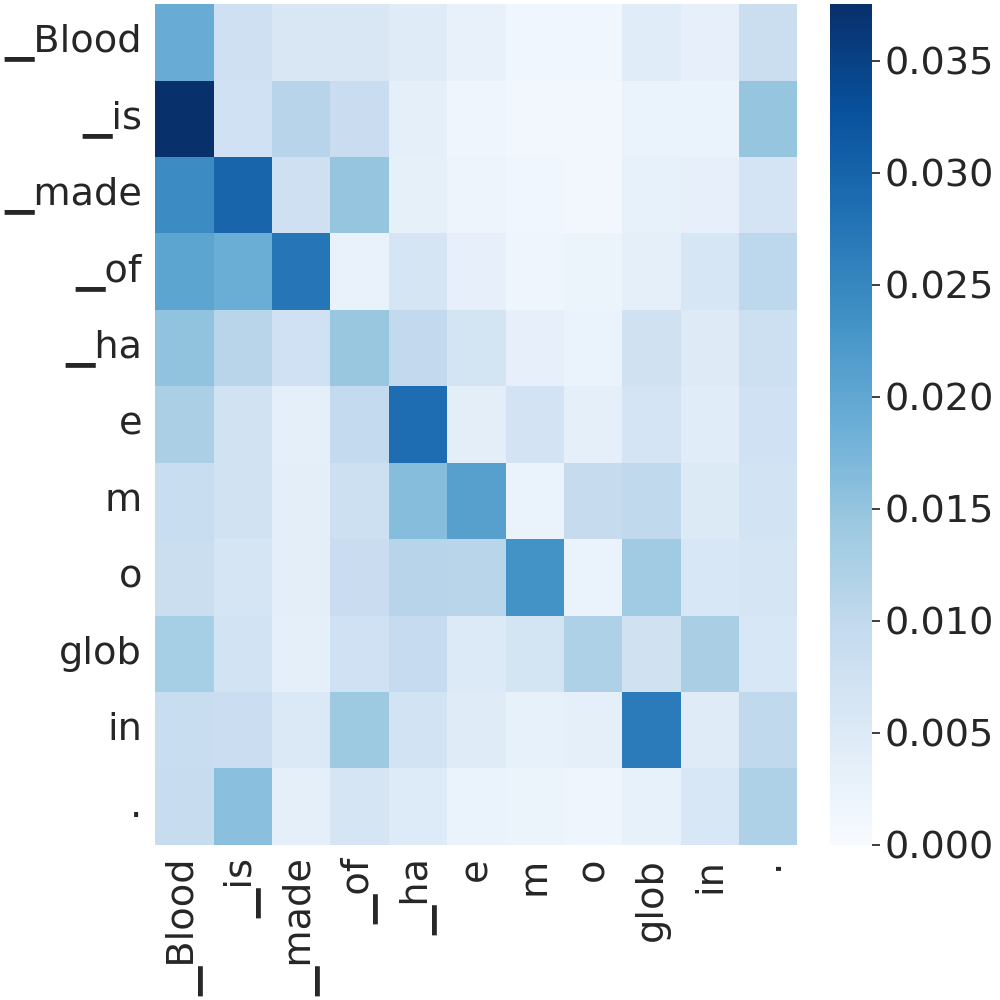 _Blood
_is
_made
_of
_ha
e
m
o
glob
in
.
_Blood
_is
_made
_of
_ha
e
m
o
glob
in
.
0.035
0.030
0.025
0.020
0.015
0.010
0.005
0.000